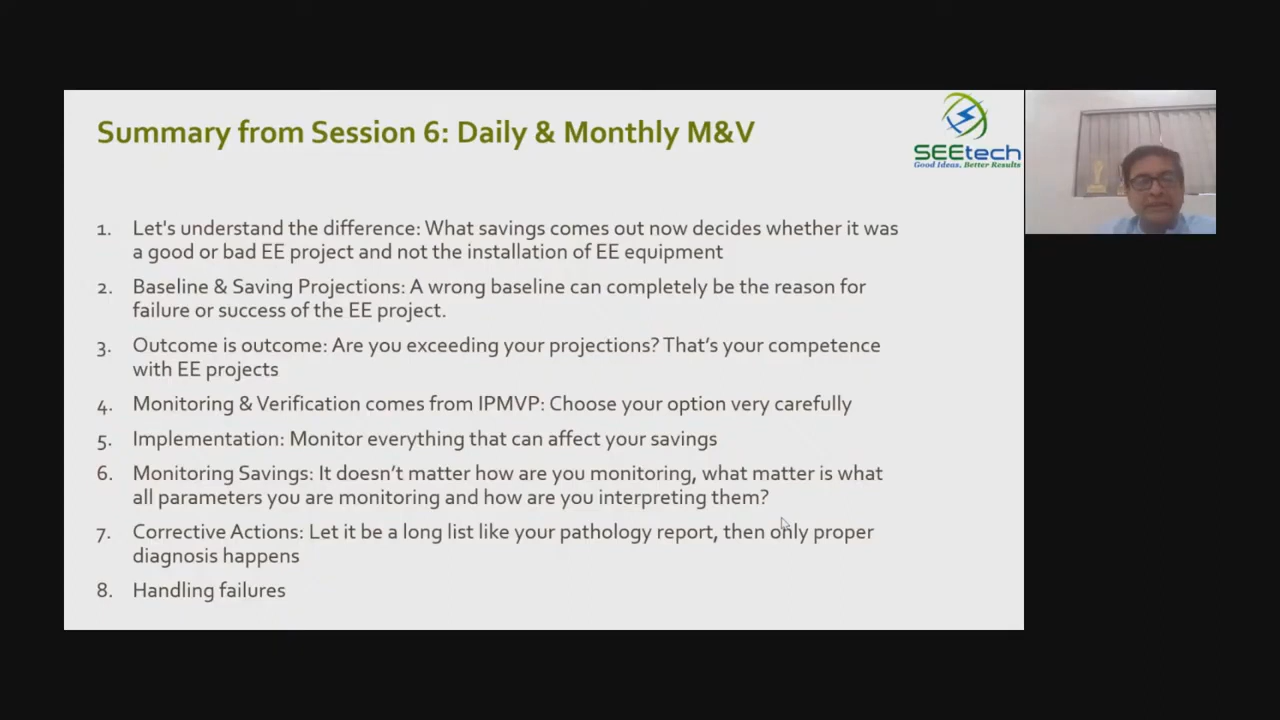 Summary from Session 6: Daily & Monthly M&V
SEEtech
Good Ideas. Better Results
1. Let's understand the difference: What savings comes out now decides whether it was
a good or bad EE project and not the installation of EE equipment
2. Baseline & Saving Projections: A wrong baseline can completely be the reason for
failure or success of the EE project.
3. Outcome is outcome: Are you exceeding your projections? That’s your competence
with EE projects
4. Monitoring & Verification comes from IPMVP: Choose your option very carefully
5. Implementation: Monitor everything that can affect your savings
6. Monitoring Savings: It doesn’t matter how are you monitoring, what matter is what
all parameters you are monitoring and how are you interpreting them?
7. Corrective Actions: Let it be a long list like your pathology report, then only proper
diagnosis happens
8. Handling failures